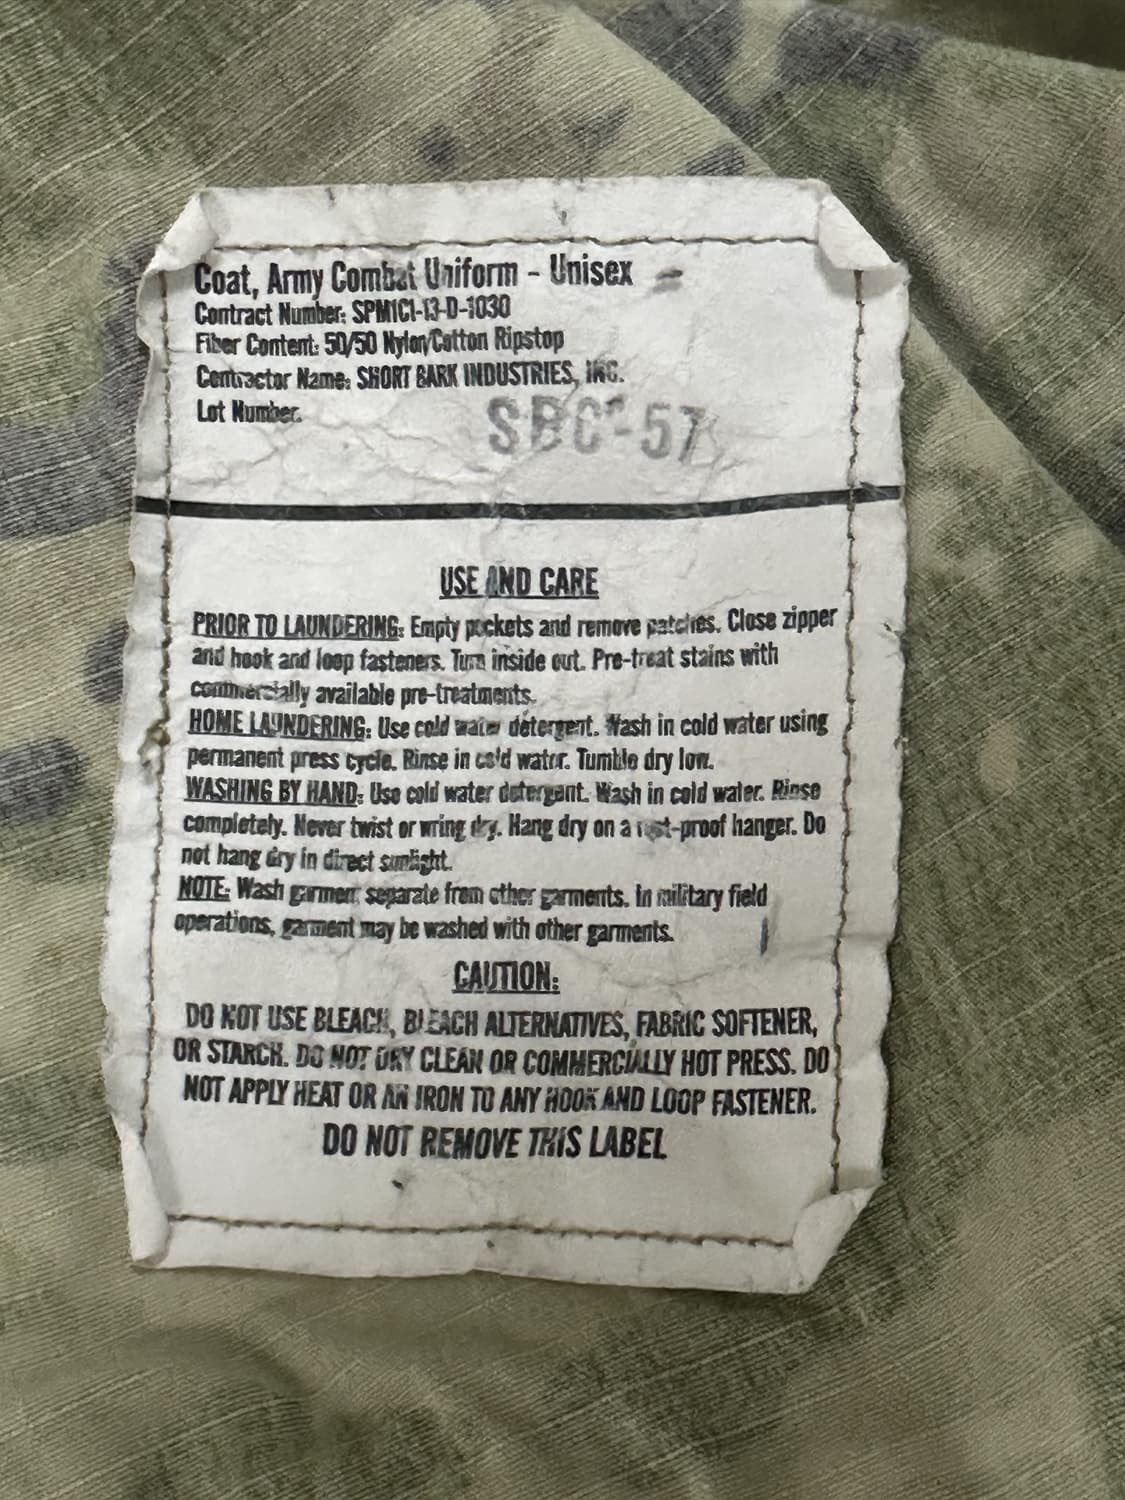 Coat, Army Combat Uniform - Unisex
Contract Number: SPM1C1-13-D-1030
Fiber Content: 50/50 Nylon/Cotton Ripstop
Contractor Name: SHORT BARK INDUSTRIES, INC.
Lot Number.
SBC-57
USE AND CARE
PRIOR TO LAUNDERING: Empty pockets and remove patches. Close zipper
and hook and loop fasteners. Turn inside out. Pre-treat stains with
commercially available pre-treatments.
HOME LAUNDERING: Use cold water detergent. Wash in cold water using
permanent press cycle. Rinse in cold water. Tumble dry low.
WASHING BY HAND: Use cold water detergent. Wash in cold water. Rinse
completely. Never twist or wring dry. Hang dry on a rust-proof hanger. Do
not hang dry in direct sunlight.
NOTE: Wash garment separate from other garments. In military field
operations, garment may be washed with other garments.
CAUTION:
DO NOT USE BLEACH, BLEACH ALTERNATIVES, FABRIC SOFTENER,
OR STARCH. DO NOT DRY CLEAN OR COMMERCIALLY HOT PRESS. DO
NOT APPLY HEAT OR AN IRON TO ANY HOOK AND LOOP FASTENER.
DO NOT REMOVE THIS LABEL